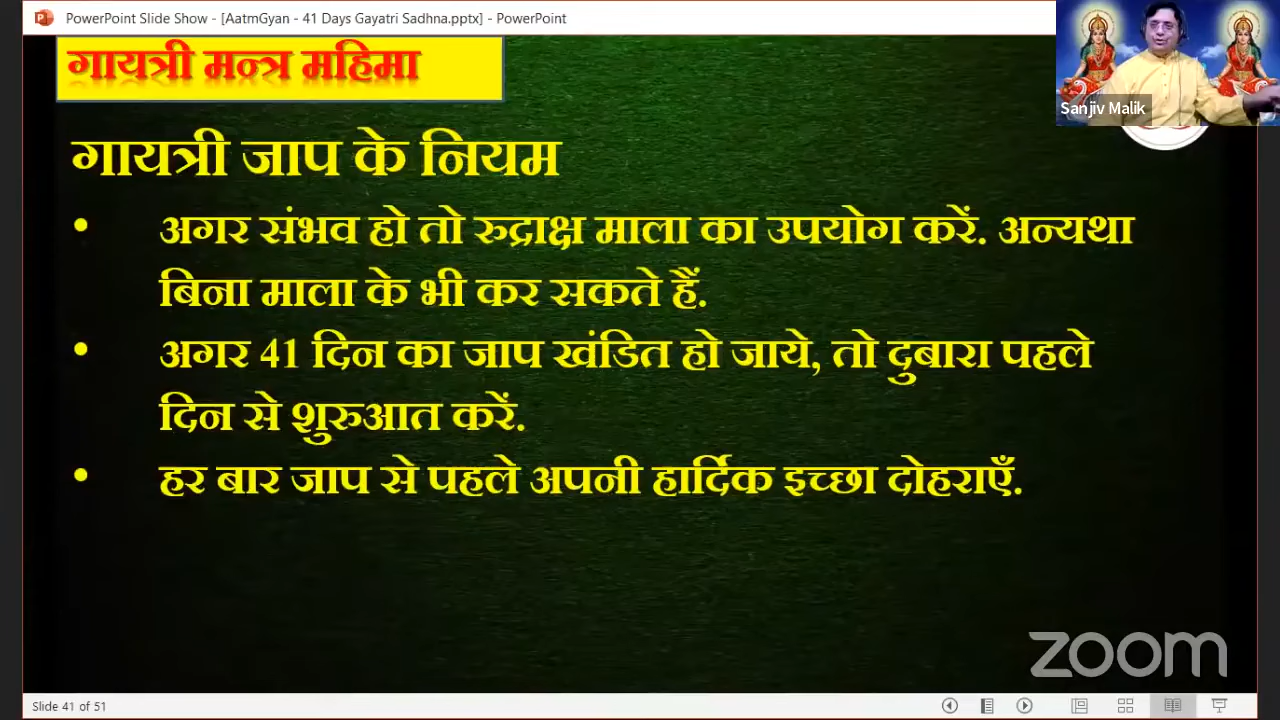 PowerPoint Slide Show - [AatmGyan - 41 Days Gayatri Sadhna.pptx] - PowerPoint
गायत्री मन्त्र महिमा
Sanjiv Malik
गायत्री जाप के नियम
• अगर संभव हो तो रुद्राक्ष माला का उपयोग करें. अन्यथा
बिना माला के भी कर सकते हैं.
• अगर 41 दिन का जाप खंडित हो जाये, तो दुबारा पहले
दिन से शुरुआत करें.
• हर बार जाप से पहले अपनी हार्दिक इच्छा दोहराएँ.
zoom
Slide 41 of 51